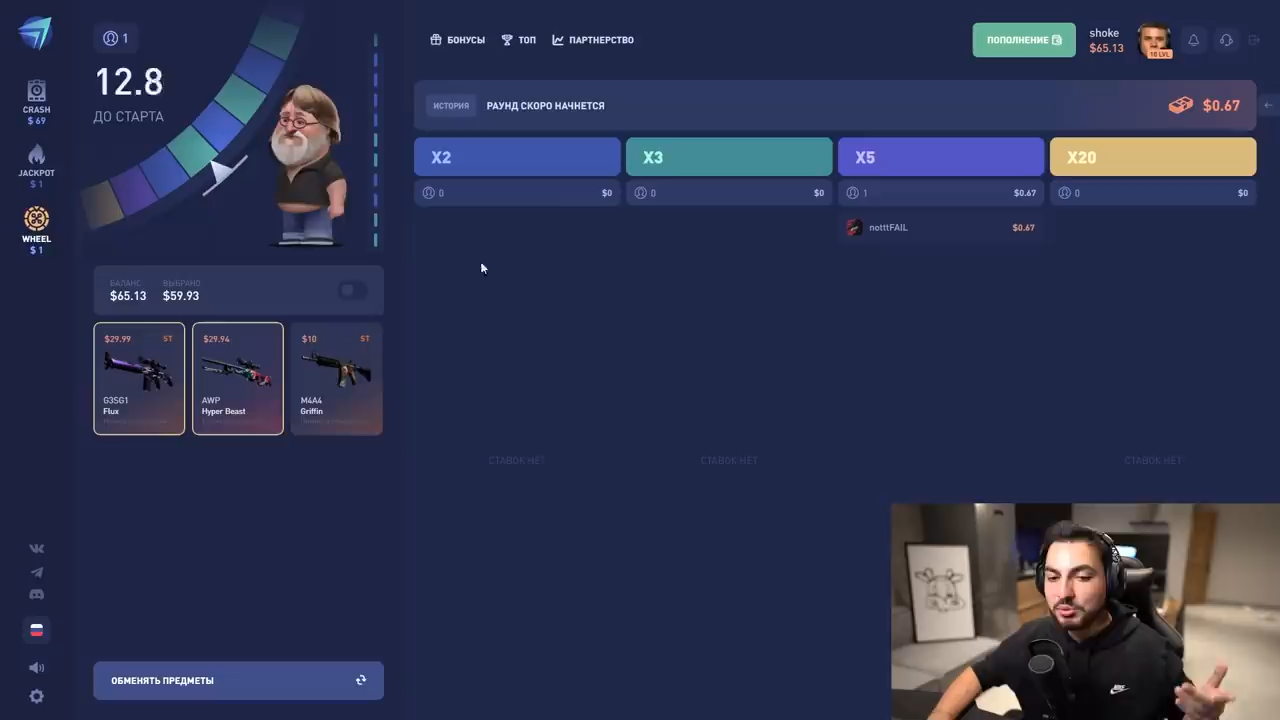 1
12.8
ДО СТАРТА
CRASH
$ 69
JACKPOT
$ 1
WHEEL
$ 1
БОНУСЫ
ТОП
ПАРТНЕРСТВО
ПОПОЛНЕНИЕ
shoke
$65.13
10 LVL
ИСТОРИЯ
РАУНД СКОРО НАЧНЕТСЯ
$0.67
X2
X3
X5
X20
0 $0
0 $0
1 $0.67
0 $0
notttFAIL $0.67
БАЛАНС ВЫБРАНО
$65.13 $59.93
$29.99 ST
G3SG1
Flux
$29.94
AWP
Hyper Beast
$10 ST
M4A4
Griffin
СТАВОК НЕТ
СТАВОК НЕТ
СТАВОК НЕТ
ОБМЕНЯТЬ ПРЕДМЕТЫ